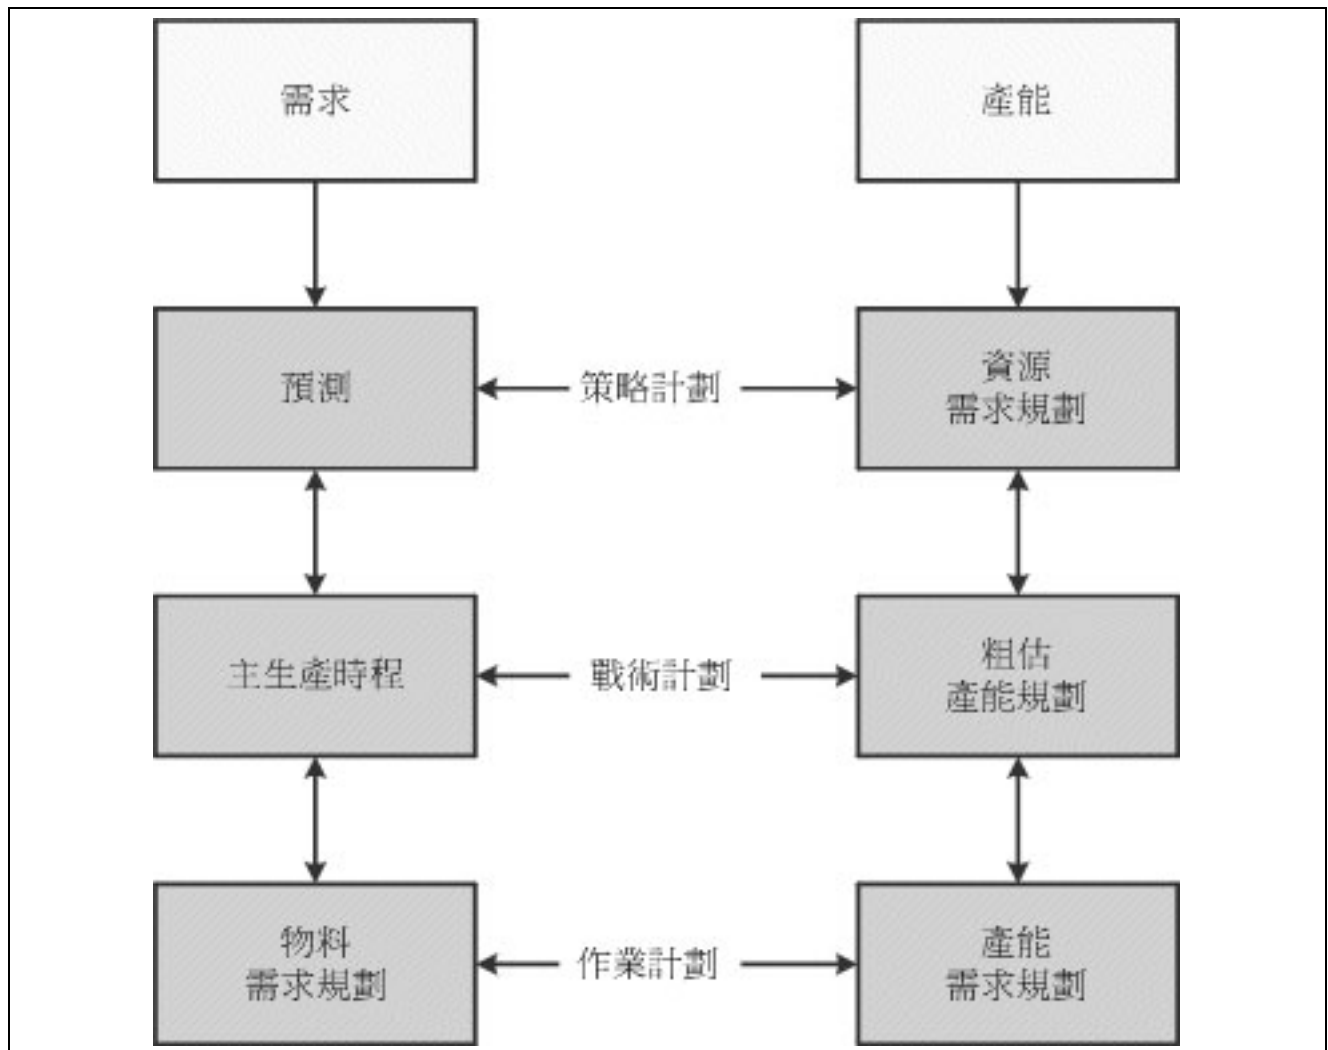 需求
產能
預測
策略計劃
資源
需求規劃
主生產時程
戰術計劃
粗估
產能規劃
物料
需求規劃
作業計劃
產能
需求規劃